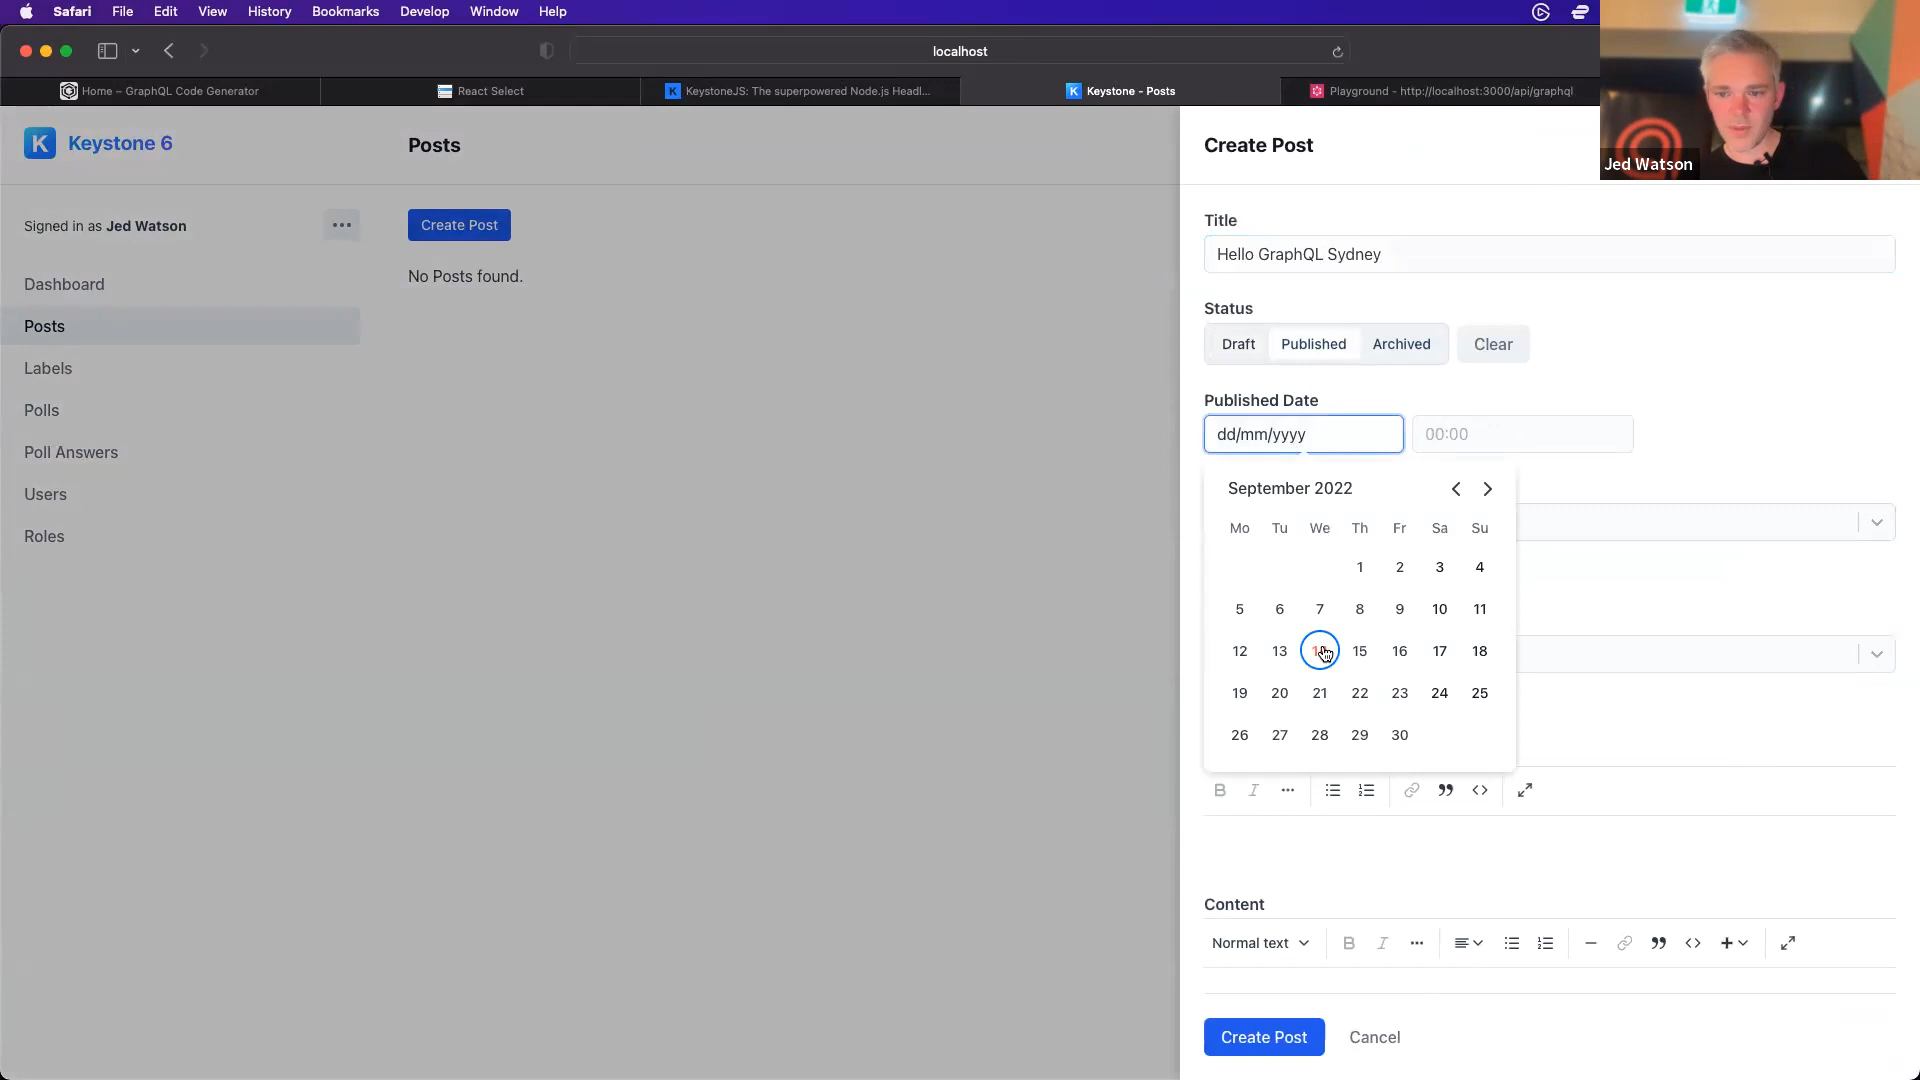 Safari File Edit View History Bookmarks Develop Window Help
localhost
Home – GraphQL Code Generator
React Select
KeystoneJS: The superpowered Node.js Headl...
Keystone - Posts
Playground - http://localhost:3000/api/graphql
Keystone 6
Signed in as Jed Watson
Dashboard
Posts
Labels
Polls
Poll Answers
Users
Roles
Posts
Create Post
No Posts found.
Create Post
Jed Watson
Title
Hello GraphQL Sydney
Status
Draft Published Archived Clear
Published Date
dd/mm/yyyy 00:00
September 2022
Mo Tu We Th Fr Sa Su
1 2 3 4
5 6 7 8 9 10 11
12 13 15 16 17 18
19 20 21 22 23 24 25
26 27 28 29 30
Content
Normal text
Create Post Cancel